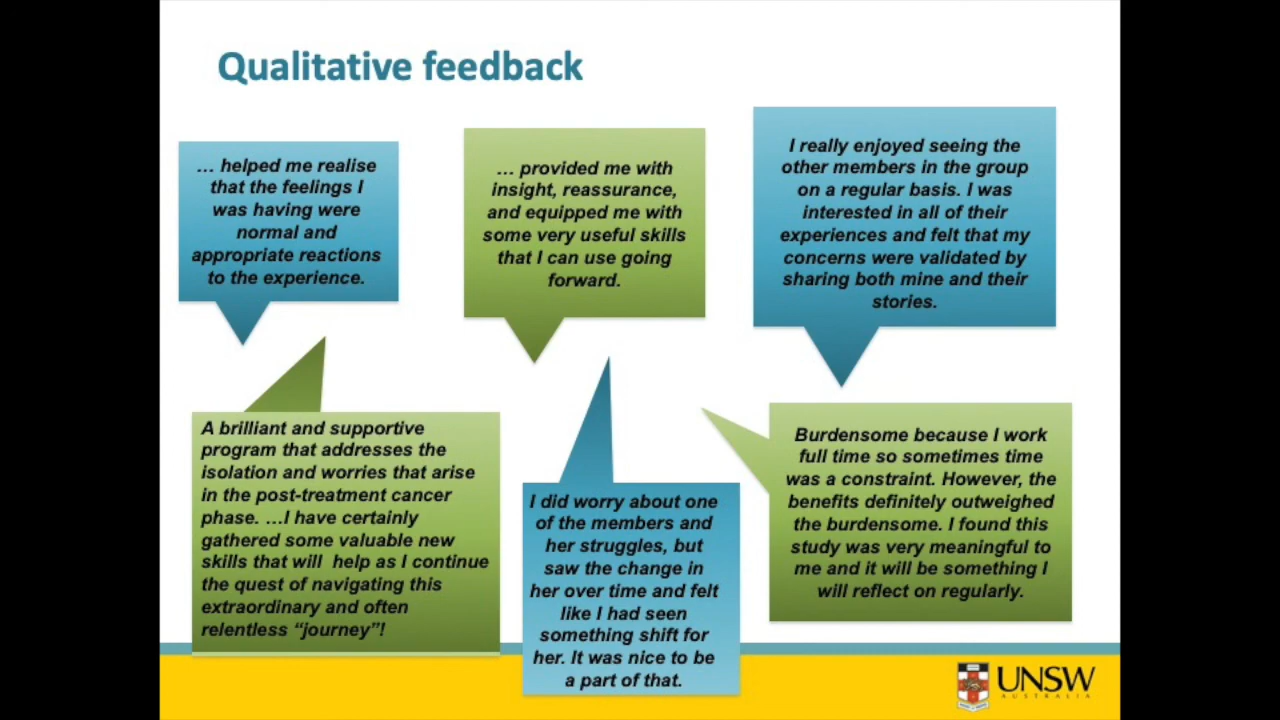 Qualitative feedback
… helped me realise
that the feelings I
was having were
normal and
appropriate reactions
to the experience.
… provided me with
insight, reassurance,
and equipped me with
some very useful skills
that I can use going
forward.
I really enjoyed seeing the
other members in the group
on a regular basis. I was
interested in all of their
experiences and felt that my
concerns were validated by
sharing both mine and their
stories.
A brilliant and supportive
program that addresses the
isolation and worries that arise
in the post-treatment cancer
phase. …I have certainly
gathered some valuable new
skills that will  help as I continue
the quest of navigating this
extraordinary and often
relentless “journey”!
I did worry about one
of the members and
her struggles, but
saw the change in
her over time and felt
like I had seen
something shift for
her. It was nice to be
a part of that.
Burdensome because I work
full time so sometimes time
was a constraint. However, the
benefits definitely outweighed
the burdensome. I found this
study was very meaningful to
me and it will be something I
will reflect on regularly.
UNSW
AUSTRALIA